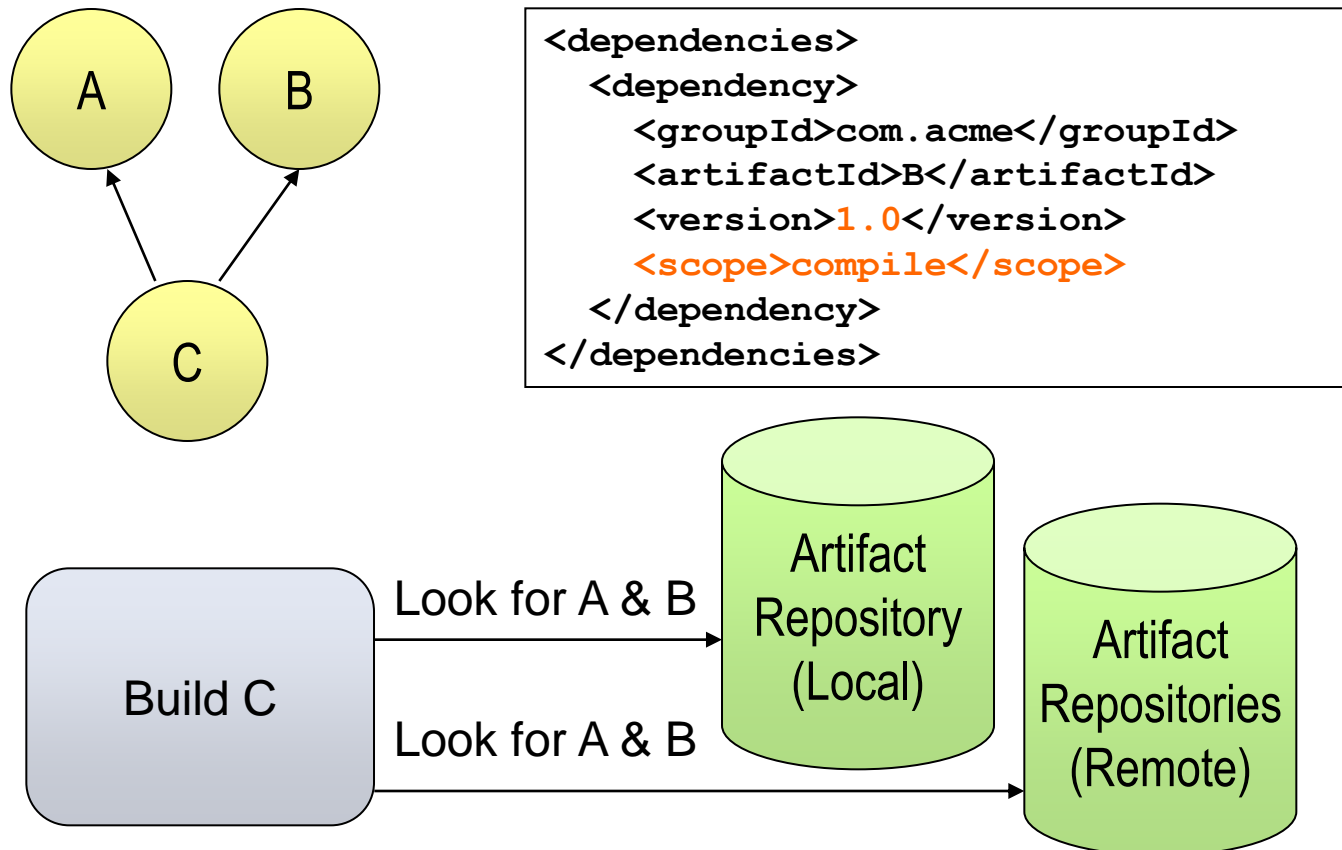 A
B
C
<dependencies>
  <dependency>
    <groupId>com.acme</groupId>
    <artifactId>B</artifactId>
    <version>1.0</version>
    <scope>compile</scope>
  </dependency>
</dependencies>
Build C
Look for A & B
Look for A & B
Artifact
Repository
(Local)
Artifact
Repositories
(Remote)